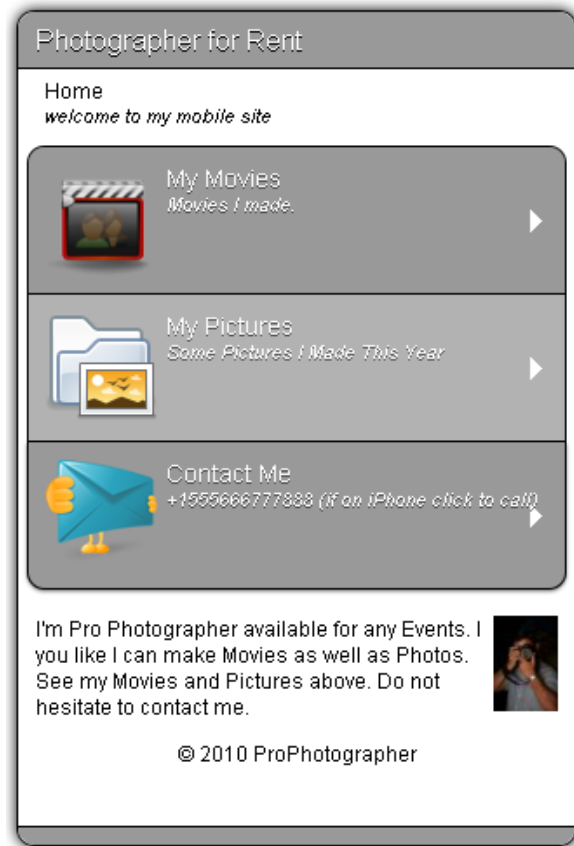 Photographer for Rent
Home
welcome to my mobile site
My Movies
Movies I made.
My Pictures
Some Pictures I Made This Year
Contact Me
+1555666777888 (if on iPhone click to call)
I'm Pro Photographer available for any Events. I
you like I can make Movies as well as Photos.
See my Movies and Pictures above. Do not
hesitate to contact me.
© 2010 ProPhotographer